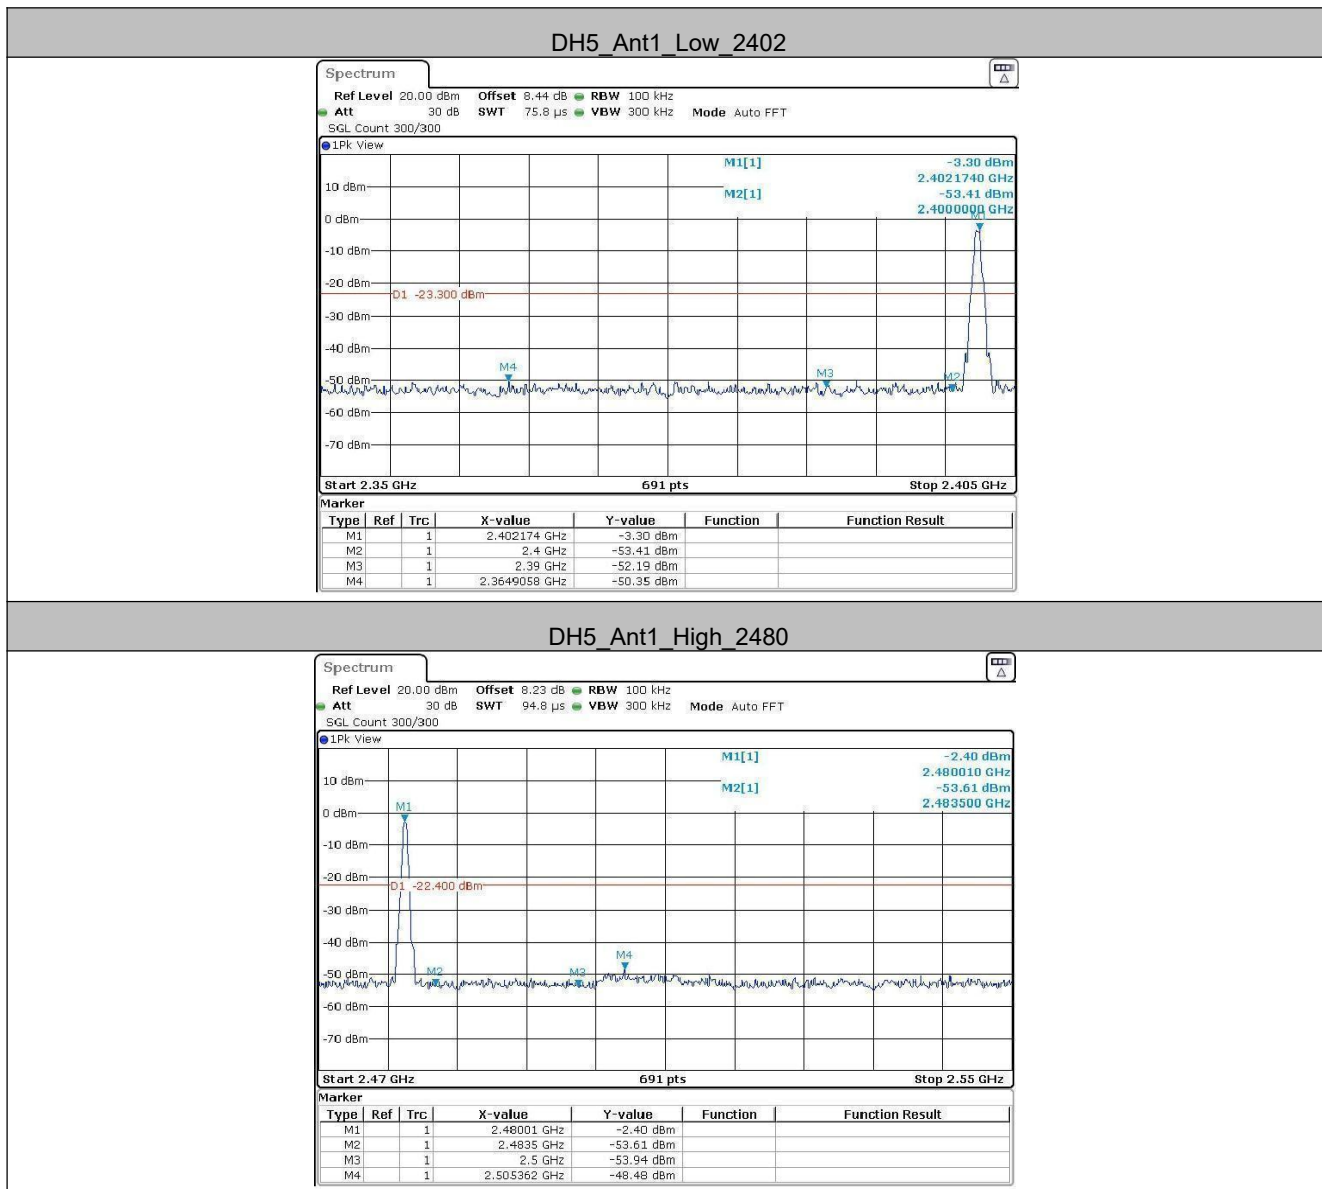 DH5_Ant1_Low_2402
Spectrum
Ref Level 20.00 dBm Offset 8.44 dB RBW 100 kHz
Att 30 dB SWT 75.8 µs VBW 300 kHz Mode Auto FFT
SGL Count 300/300
1Pk View
M1[1] -3.30 dBm
2.4021740 GHz
10 dBm
M2[1] -53.41 dBm
2.4000000 GHz
M1
0 dBm
-10 dBm
-20 dBm
D1 -23.300 dBm
-30 dBm
-40 dBm
M4
M3
M2
-50 dBm
-60 dBm
-70 dBm
Start 2.35 GHz 691 pts Stop 2.405 GHz
Marker
Type Ref Trc X-value Y-value Function Function Result
M1 1 2.402174 GHz -3.30 dBm
M2 1 2.4 GHz -53.41 dBm
M3 1 2.39 GHz -52.19 dBm
M4 1 2.3649058 GHz -50.35 dBm
DH5_Ant1_High_2480
Spectrum
Ref Level 20.00 dBm Offset 8.23 dB RBW 100 kHz
Att 30 dB SWT 94.8 µs VBW 300 kHz Mode Auto FFT
SGL Count 300/300
1Pk View
M1[1] -2.40 dBm
2.480010 GHz
10 dBm
M2[1] -53.61 dBm
2.483500 GHz
M1
0 dBm
-10 dBm
-20 dBm
D1 -22.400 dBm
-30 dBm
-40 dBm
M4
M2
M3
-50 dBm
-60 dBm
-70 dBm
Start 2.47 GHz 691 pts Stop 2.55 GHz
Marker
Type Ref Trc X-value Y-value Function Function Result
M1 1 2.48001 GHz -2.40 dBm
M2 1 2.4835 GHz -53.61 dBm
M3 1 2.5 GHz -53.94 dBm
M4 1 2.505362 GHz -48.48 dBm